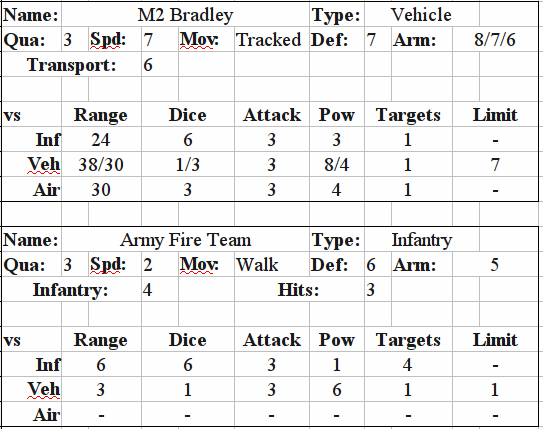 Name: M2 Bradley Type: Vehicle
Qua: 3 Spd: 7 Mov: Tracked Def: 7 Arm: 8/7/6
Transport: 6
vs Range Dice Attack Pow Targets Limit
Inf 24 6 3 3 1 -
Veh 38/30 1/3 3 8/4 1 7
Air 30 3 3 4 1 -
Name: Army Fire Team Type: Infantry
Qua: 3 Spd: 2 Mov: Walk Def: 6 Arm: 5
Infantry: 4 Hits: 3
vs Range Dice Attack Pow Targets Limit
Inf 6 6 3 1 4 -
Veh 3 1 3 6 1 1
Air - - - - - -